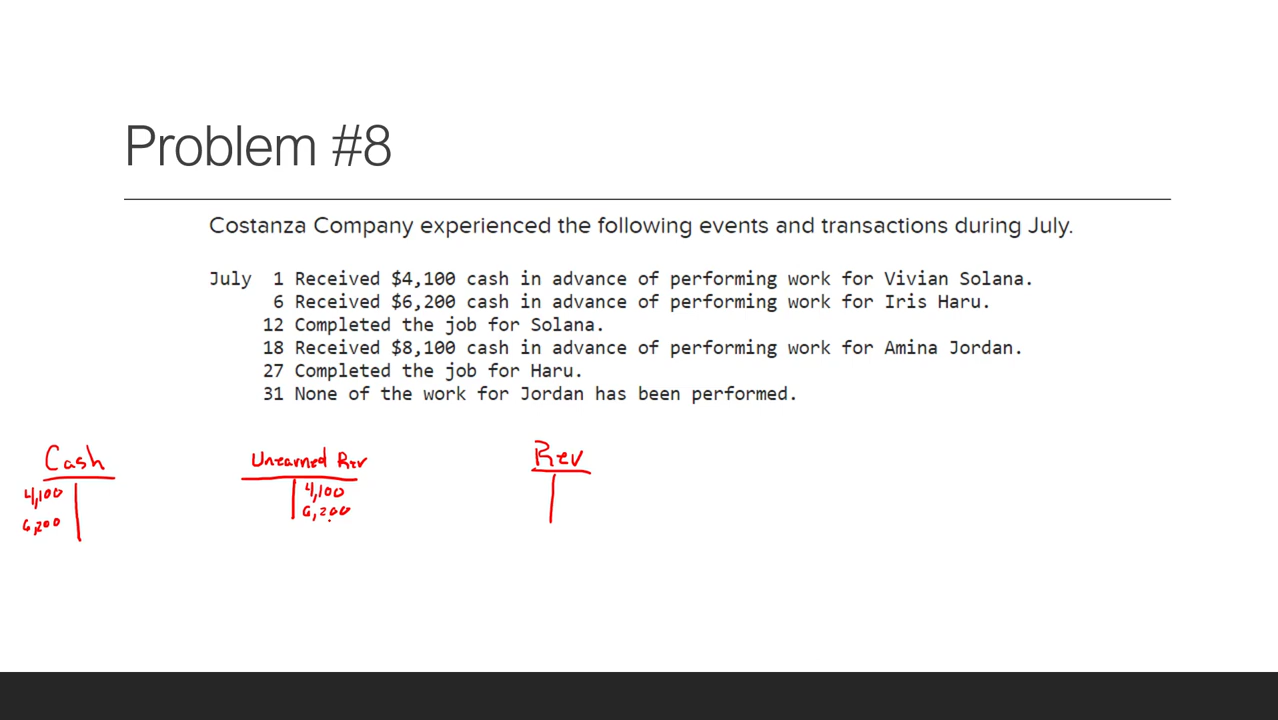 Problem #8
Costanza Company experienced the following events and transactions during July.
July 1 Received $4,100 cash in advance of performing work for Vivian Solana.
6 Received $6,200 cash in advance of performing work for Iris Haru.
12 Completed the job for Solana.
18 Received $8,100 cash in advance of performing work for Amina Jordan.
27 Completed the job for Haru.
31 None of the work for Jordan has been performed.
Cash Unearned Rev Rev
4,100 4,100
6,200 6,200